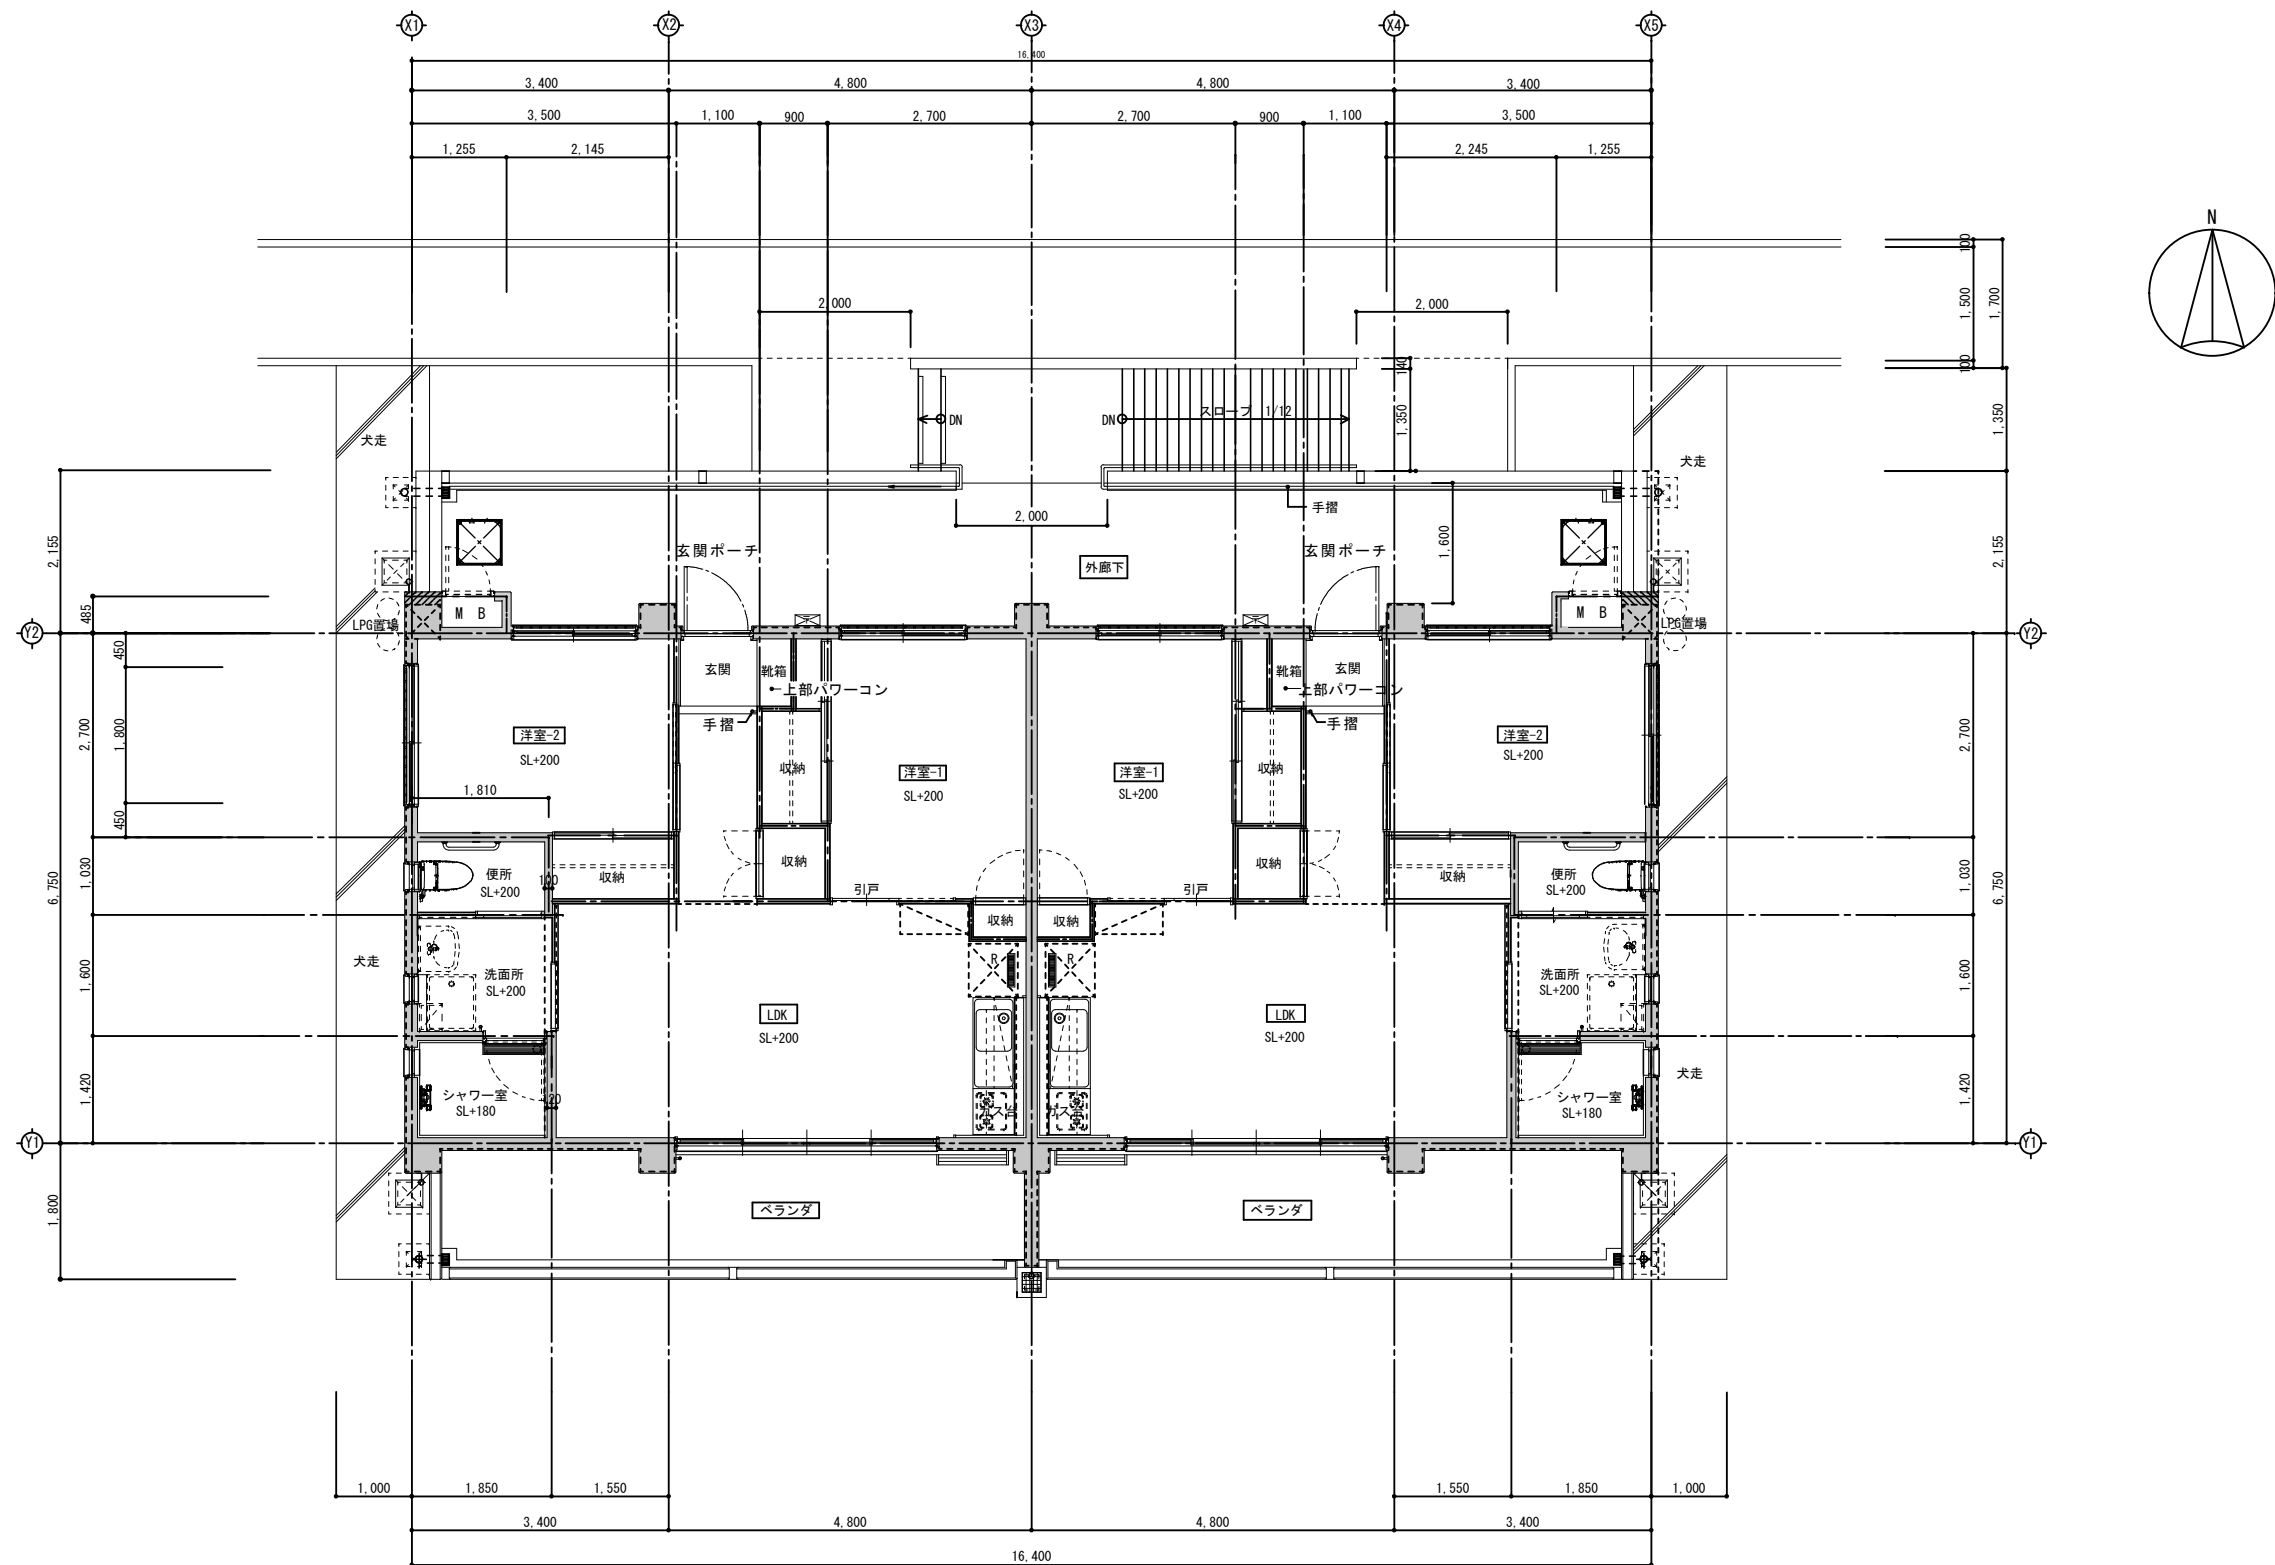 X1 X2 X3 X4 X5
16,400
3,400 4,800 4,800 3,400
3,500 1,100 900 2,700 2,700 900 1,100 3,500
1,255 2,145 2,245 1,255
N
100
1,500
1,700
100
2,000 2,000
140
1,350
1,350
スロープ 1/12
DN DN
犬走
犬走
手摺
2,000
玄関ポーチ 玄関ポーチ
1,600
外廊下
2,155
2,155
485
M B M B
LPG置場 LPG置場
Y2 Y2
450
玄関 靴箱 靴箱 玄関
上部パワーコン 上部パワーコン
手摺 手摺
2,700
1,800
2,700
洋室-2
SL+200
洋室-2
SL+200
収納 収納
洋室-1
SL+200
洋室-1
SL+200
1,810
450
収納 収納
便所
SL+200
便所
SL+200
100
収納 収納
引戸 引戸
1,030
1,030
6,750
6,750
収納 収納
犬走
R R
洗面所
SL+200
洗面所
SL+200
1,600
1,600
LDK
SL+200
LDK
SL+200
犬走
シャワー室
SL+180
シャワー室
SL+180
120
ガス台 ガス台
1,420
1,420
Y1 Y1
1,800
ベランダ ベランダ
1,000 1,850 1,550 1,550 1,850 1,000
3,400 4,800 4,800 3,400
16,400